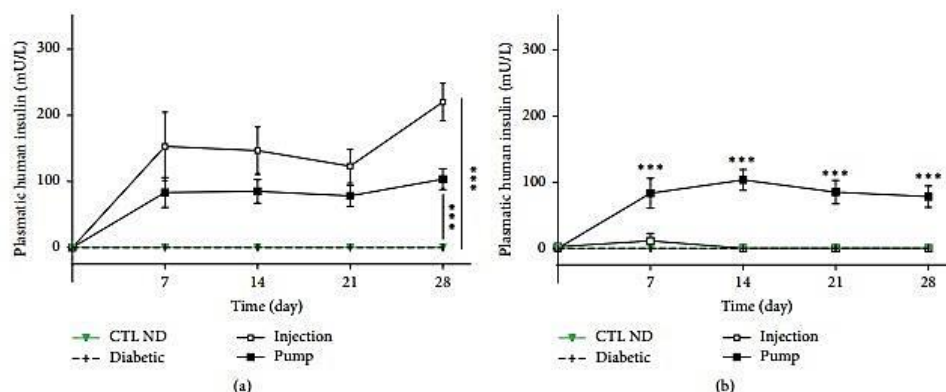 Plasmatic human insulin (mU/L)
300
200
100
0
7
14
21
28
Time (day)
***
***
CTL ND
Diabetic
Injection
Pump
(a)
Plasmatic human insulin (mU/L)
300
200
100
0
***
***
***
***
7
14
21
28
Time (day)
CTL ND
Diabetic
Injection
Pump
(b)